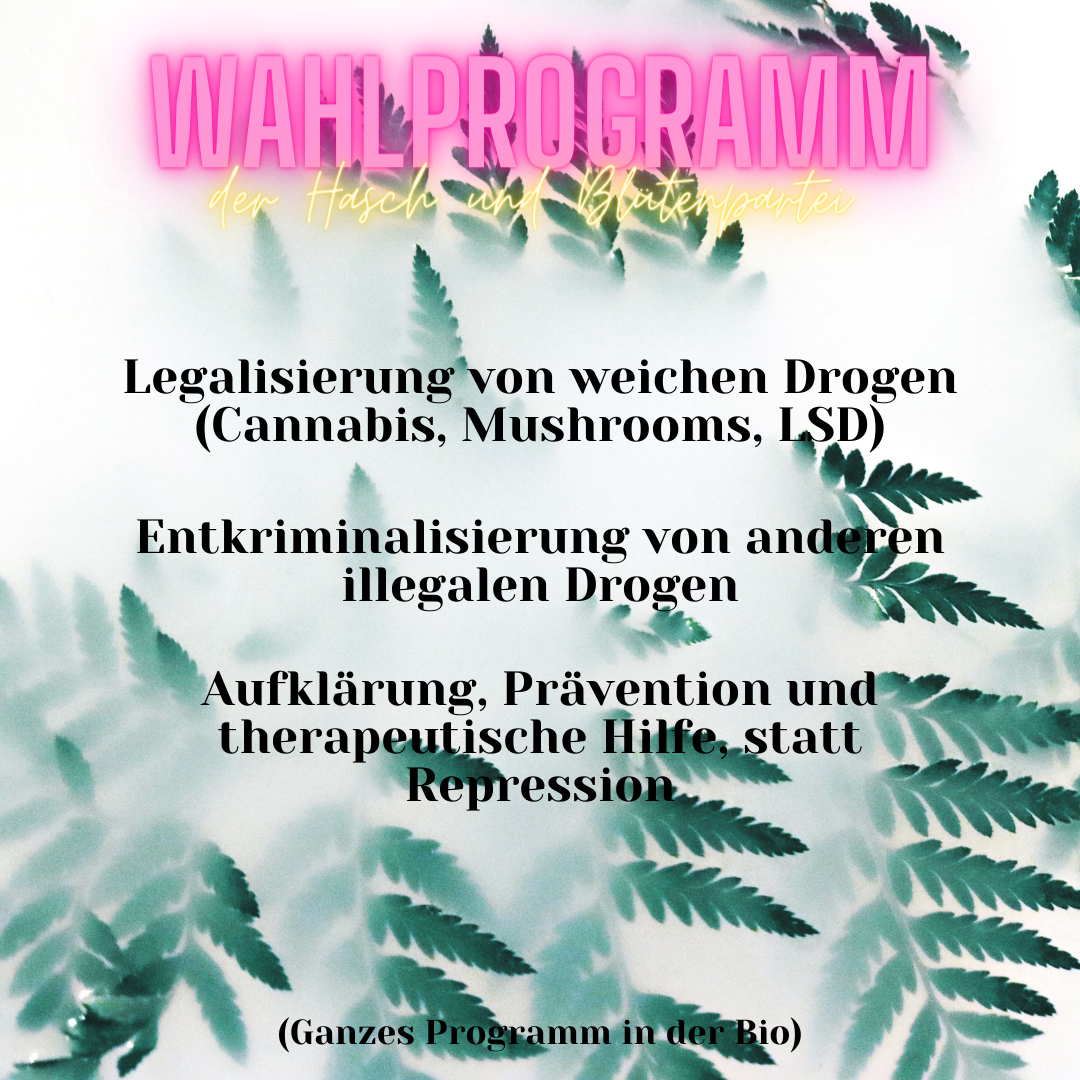 WAHLPROGRAMM
der Hasch und Blütenpartei
Legalisierung von weichen Drogen
(Cannabis, Mushrooms, LSD)
Entkriminalisierung von anderen
illegalen Drogen
Aufklärung, Prävention und
therapeutische Hilfe, statt
Repression
(Ganzes Programm in der Bio)